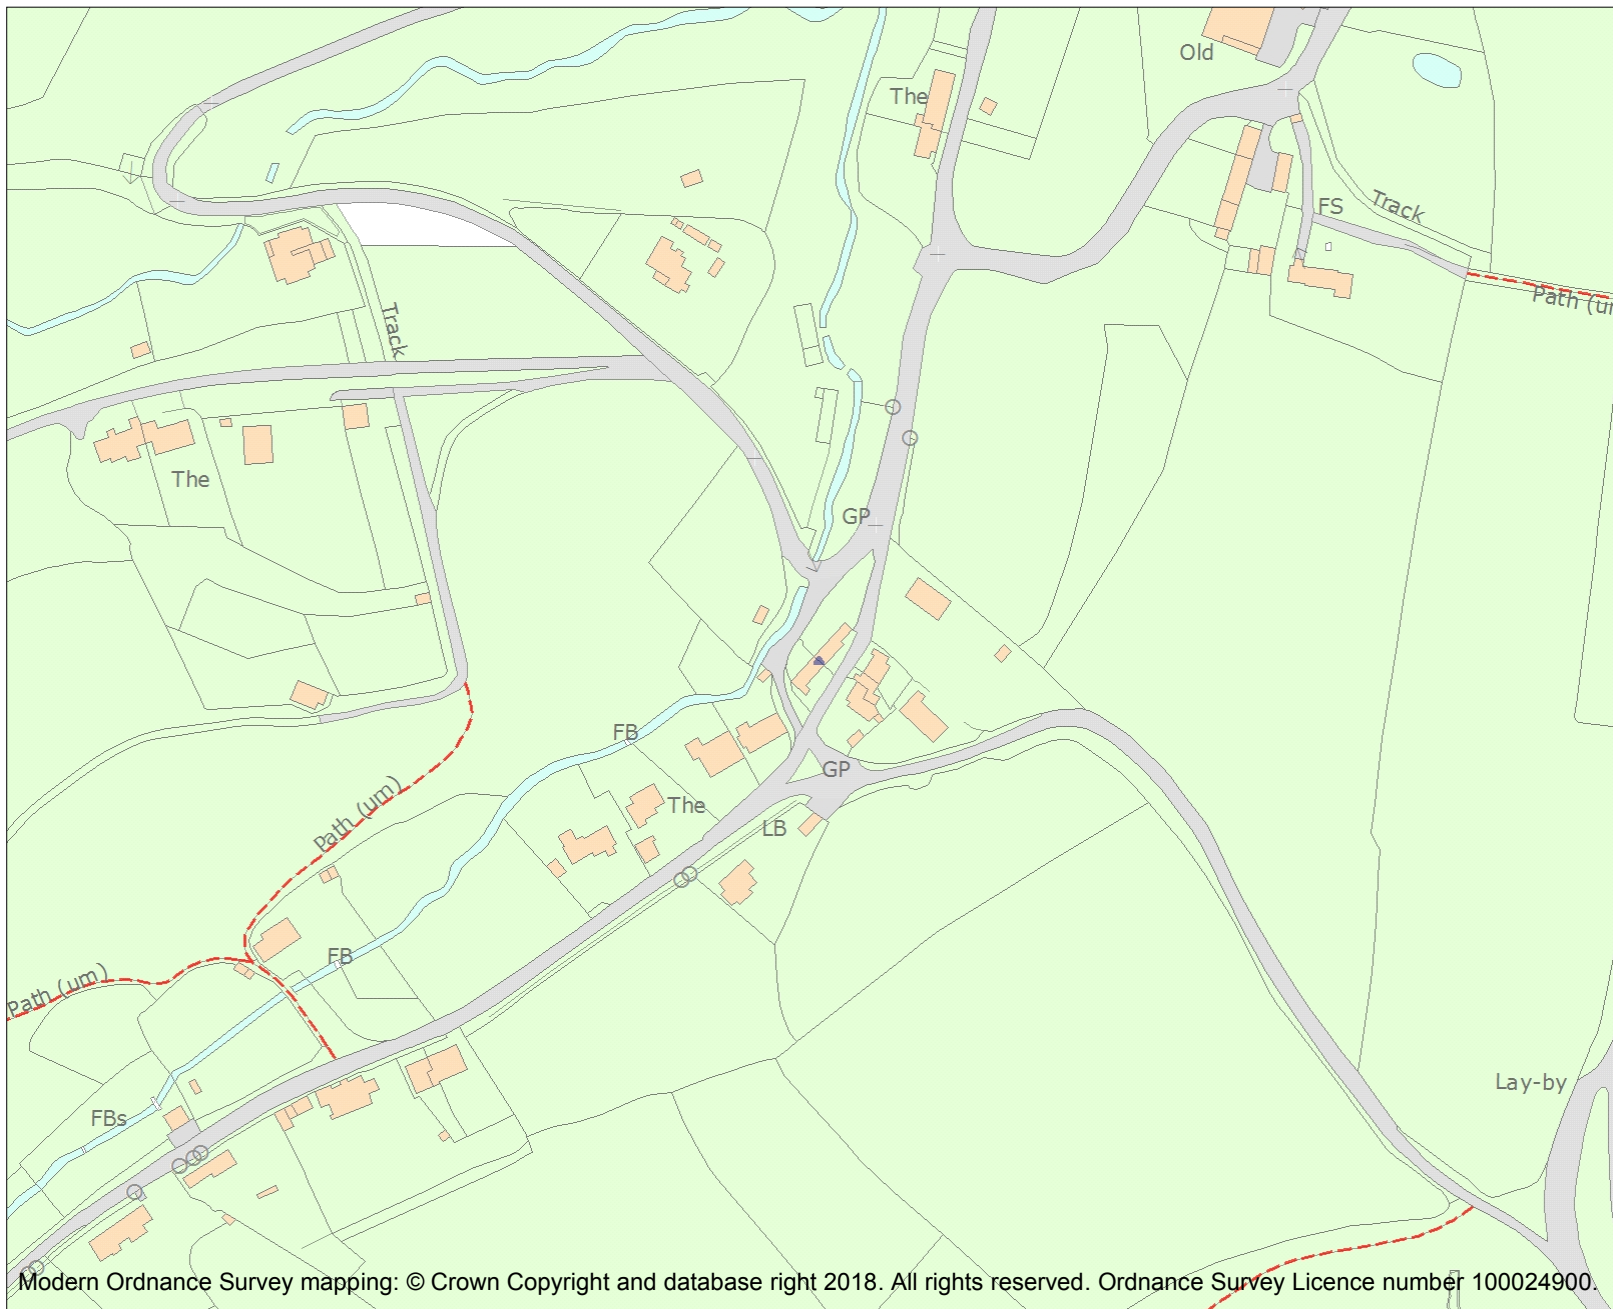 Old
The
FS
Track
Path (um
Track
The
GP
FB
Path (um)
GP
The
LB
FB
Path (um)
Lay-by
FBs
Modern Ordnance Survey mapping: © Crown Copyright and database right 2018. All rights reserved. Ordnance Survey Licence number 100024900.